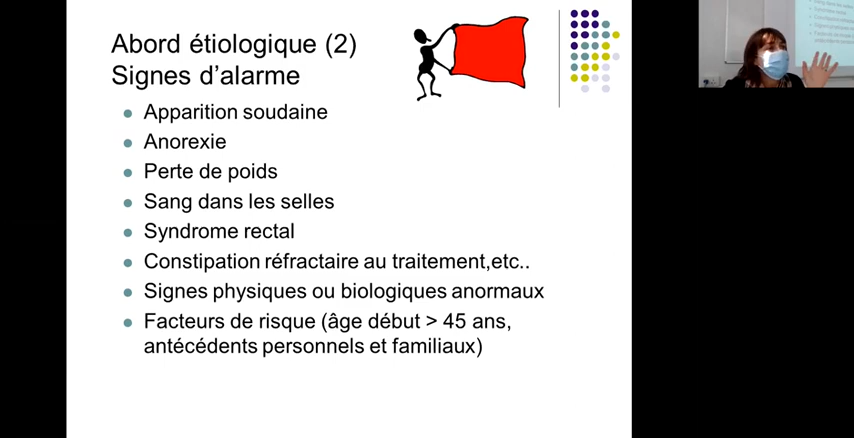 Abord étiologique (2)
Signes d’alarme
Apparition soudaine
Anorexie
Perte de poids
Sang dans les selles
Syndrome rectal
Constipation réfractaire au traitement,etc..
Signes physiques ou biologiques anormaux
Facteurs de risque (âge début > 45 ans,
antécédents personnels et familiaux)